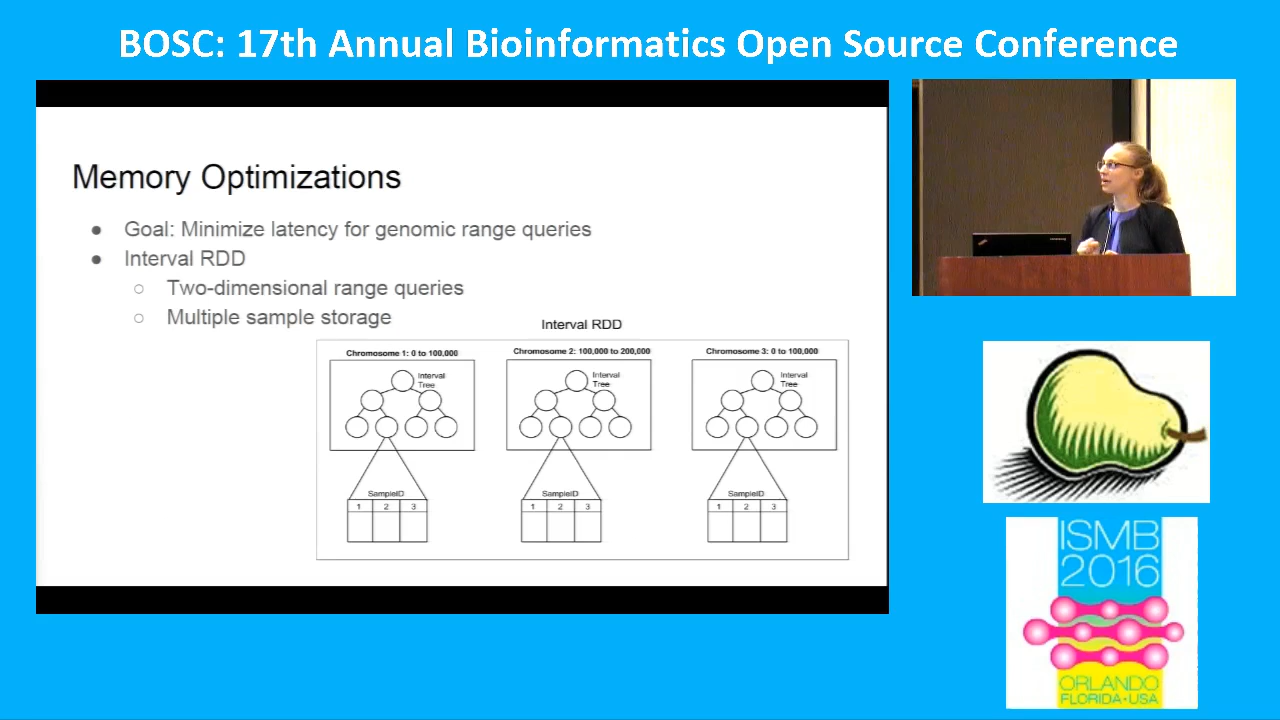 BOSC: 17th Annual Bioinformatics Open Source Conference
Memory Optimizations
● Goal: Minimize latency for genomic range queries
● Interval RDD
○ Two-dimensional range queries
○ Multiple sample storage
Interval RDD
Chromosome 1: 0 to 100,000
Interval
Tree
SampleID
1 2 3
Chromosome 2: 100,000 to 200,000
Interval
Tree
SampleID
1 2 3
Chromosome 3: 0 to 100,000
Interval
Tree
SampleID
1 2 3
ISMB
2016
ORLANDO
FLORIDA•USA